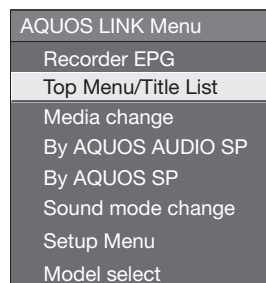 AQUOS LINK Menu
Recorder EPG
Top Menu/Title List
Media change
By AQUOS AUDIO SP
By AQUOS SP
Sound mode change
Setup Menu
Model select